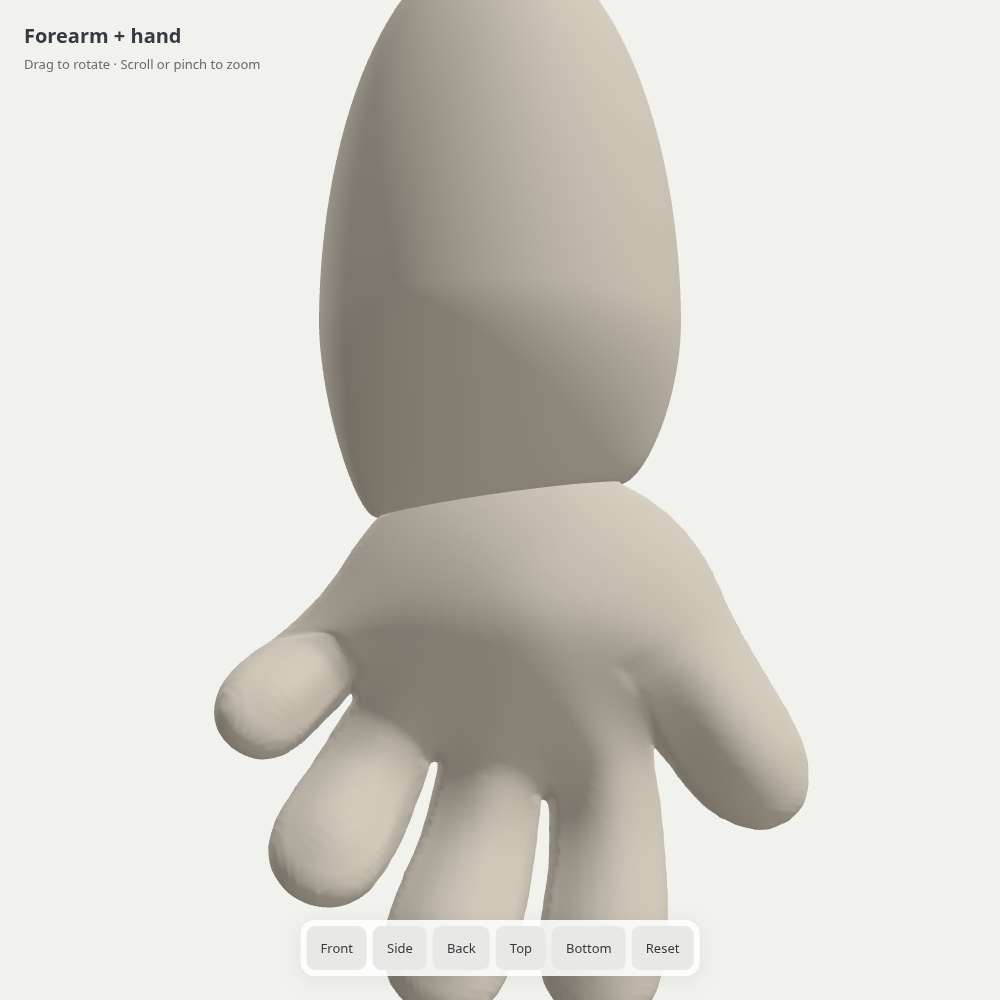 Forearm + hand
Drag to rotate · Scroll or pinch to zoom
Front Side Back Top Bottom Reset